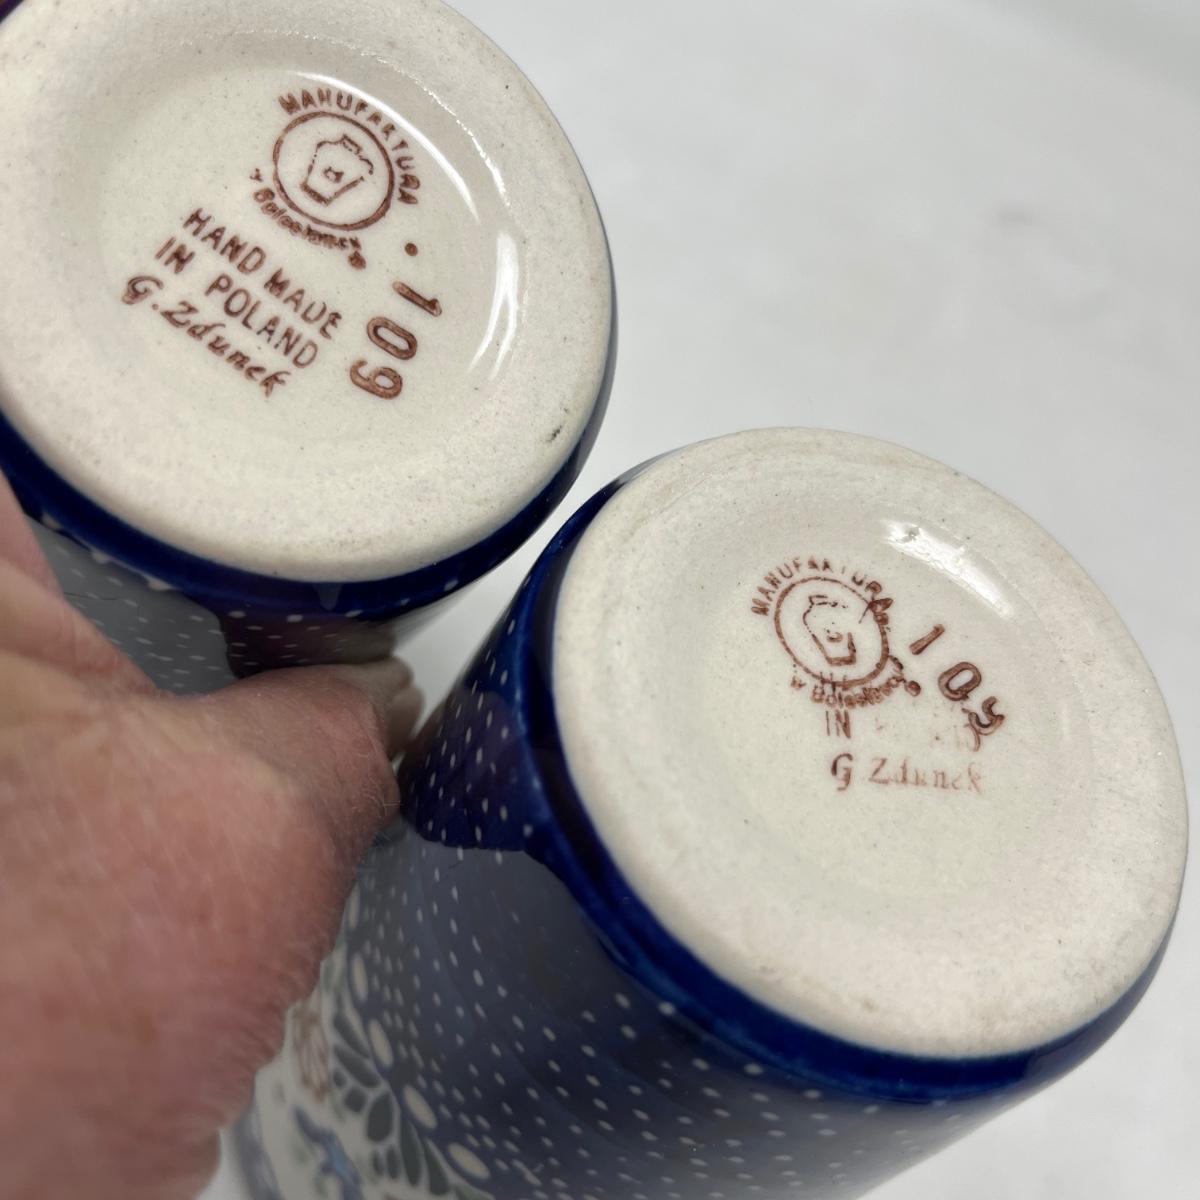 MANUFAKTURA
w Bolesławcu
HAND MADE
IN POLAND
G. Zdunek
109
MANUFAKTURA
w Bolesławcu
IN
G Zdunek
109